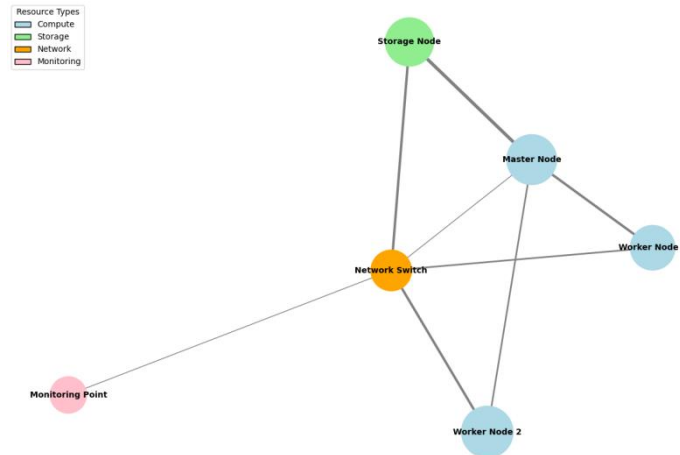 Resource Types
Compute
Storage
Network
Monitoring
Storage Node
Master Node
Worker Node
Network Switch
Monitoring Point
Worker Node 2